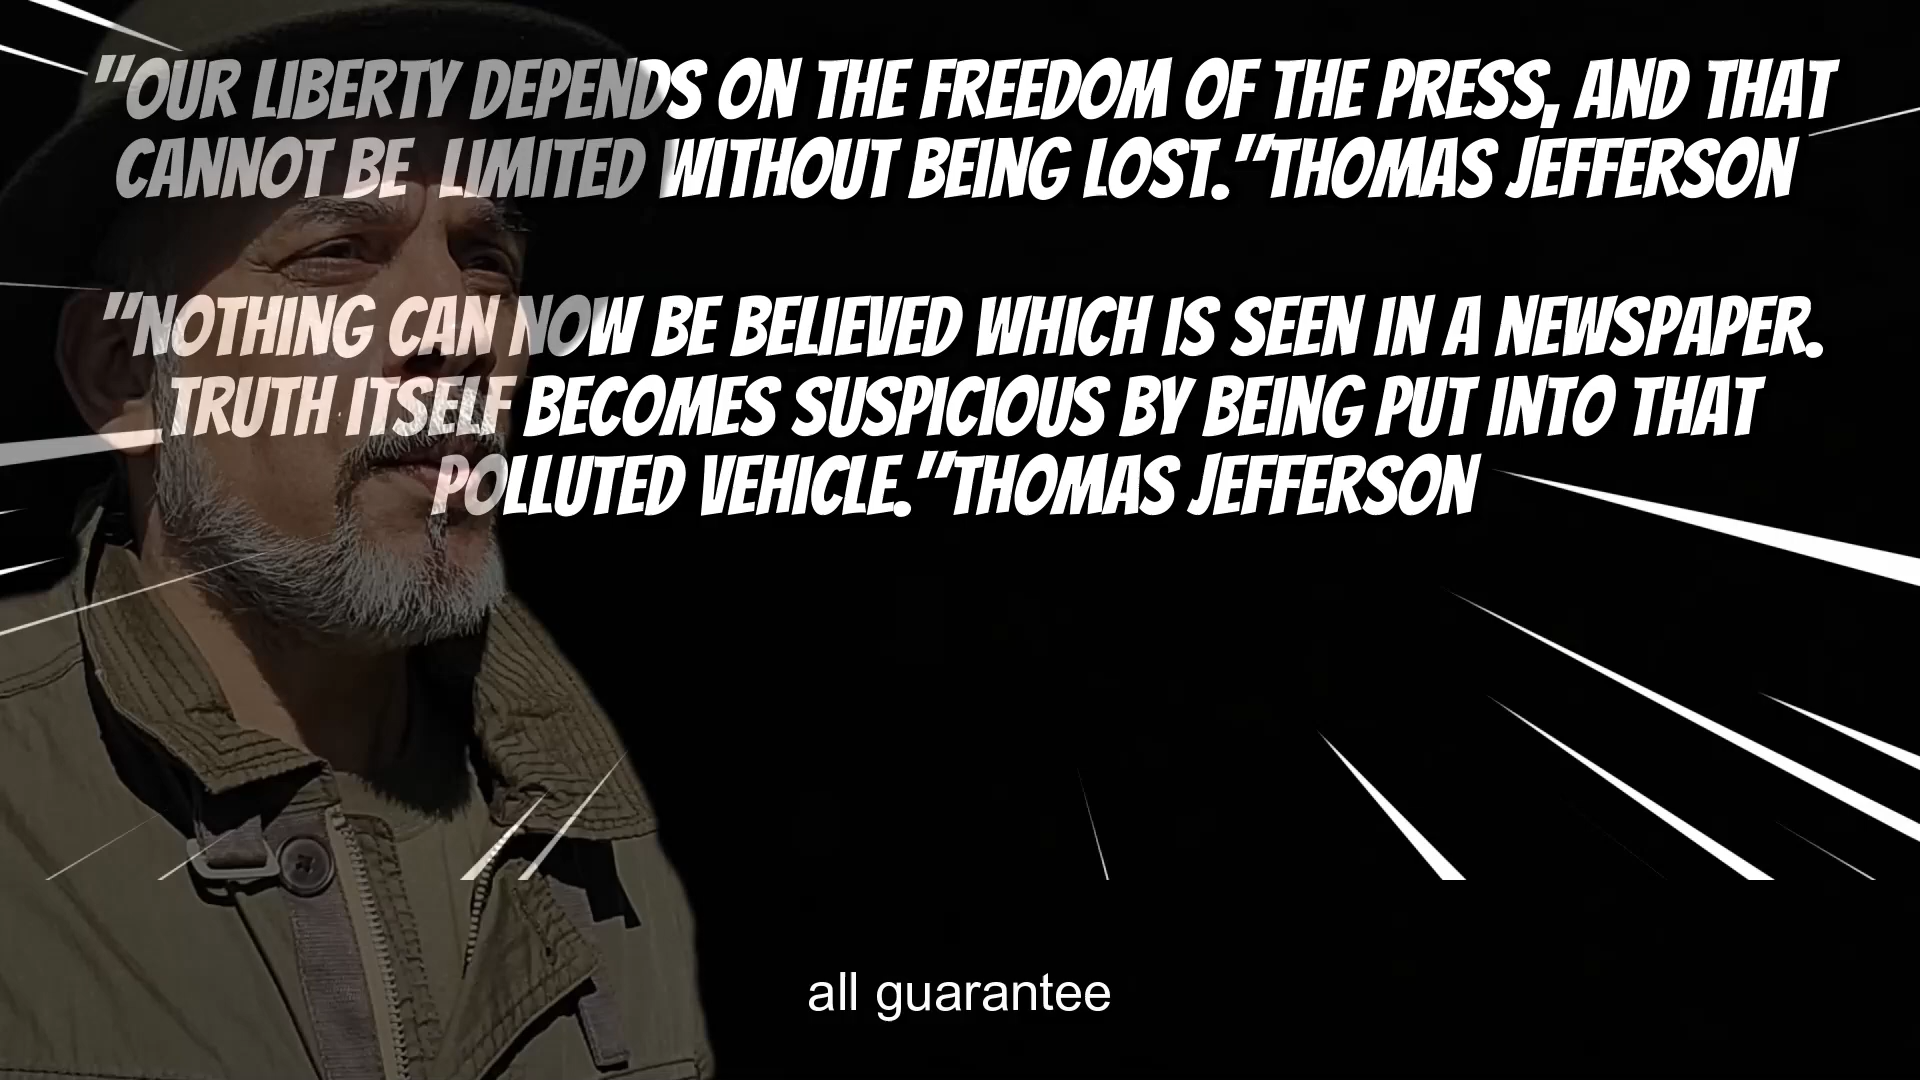 "OUR LIBERTY DEPENDS ON THE FREEDOM OF THE PRESS, AND THAT
CANNOT BE LIMITED WITHOUT BEING LOST."THOMAS JEFFERSON
"NOTHING CAN NOW BE BELIEVED WHICH IS SEEN IN A NEWSPAPER.
TRUTH ITSELF BECOMES SUSPICIOUS BY BEING PUT INTO THAT
POLLUTED VEHICLE."THOMAS JEFFERSON
all guarantee